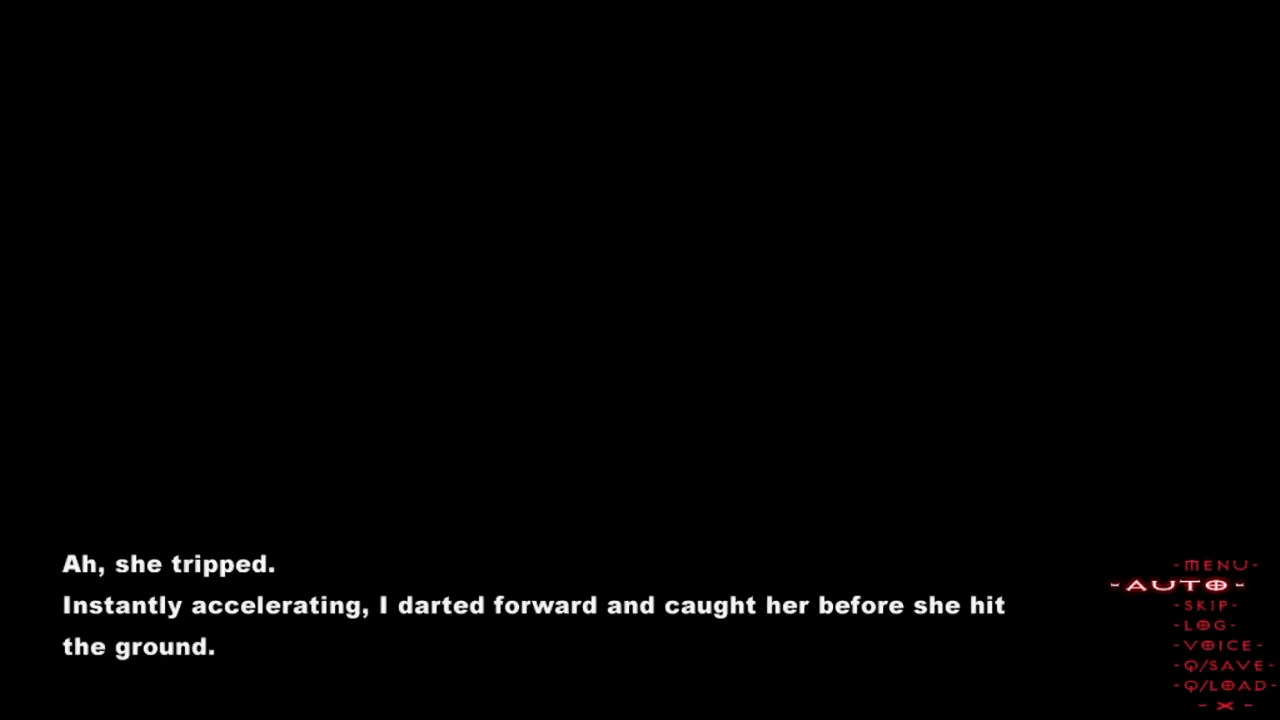 Ah, she tripped.
Instantly accelerating, I darted forward and caught her before she hit
the ground.
-MENU-
-AUTO-
-SKIP-
-LOG-
-VOICE-
-Q/SAVE-
-Q/LOAD-
-X-